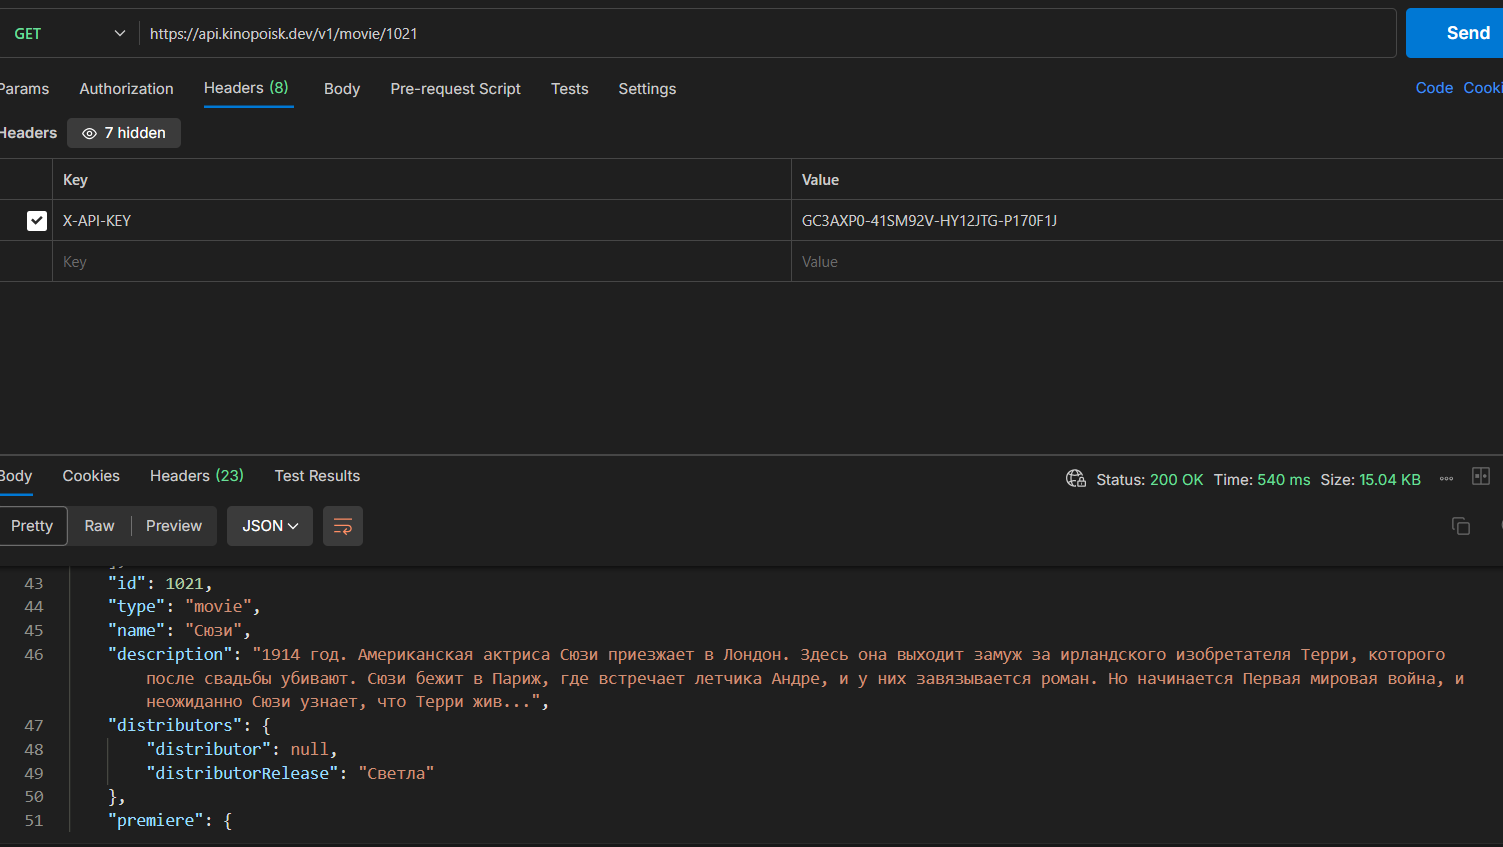 GET https://api.kinopoisk.dev/v1/movie/1021 Send
Params Authorization Headers (8) Body Pre-request Script Tests Settings Code Cooki
Headers 7 hidden
Key Value
X-API-KEY GC3AXP0-41SM92V-HY12JTG-P170F1J
Key Value
Body Cookies Headers (23) Test Results Status: 200 OK Time: 540 ms Size: 15.04 KB
Pretty Raw Preview JSON
43 "id": 1021,
44 "type": "movie",
45 "name": "Сюзи",
46 "description": "1914 год. Американская актриса Сюзи приезжает в Лондон. Здесь она выходит замуж за ирландского изобретателя Терри, которого
после свадьбы убивают. Сюзи бежит в Париж, где встречает летчика Андре, и у них завязывается роман. Но начинается Первая мировая война, и
неожиданно Сюзи узнает, что Терри жив...",
47 "distributors": {
48 "distributor": null,
49 "distributorRelease": "Светла"
50 },
51 "premiere": {